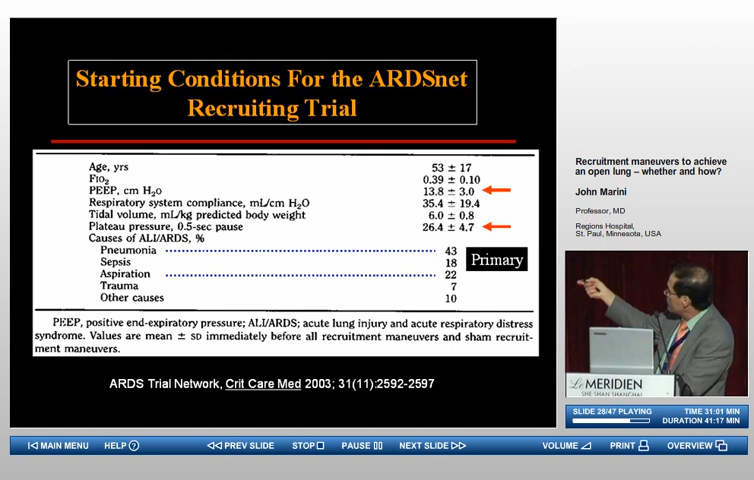 Starting Conditions For the ARDSnet
Recruiting Trial
Age, yrs 53 ± 17
FIO2 0.39 ± 0.10
PEEP, cm H2O 13.8 ± 3.0
Respiratory system compliance, mL/cm H2O 35.4 ± 19.4
Tidal volume, mL/kg predicted body weight 6.0 ± 0.8
Plateau pressure, 0.5-sec pause 26.4 ± 4.7
Causes of ALI/ARDS, %
Pneumonia 43
Sepsis 18
Aspiration 22
Trauma 7
Other causes 10
Primary
PEEP, positive end-expiratory pressure; ALI/ARDS; acute lung injury and acute respiratory distress
syndrome. Values are mean ± SD immediately before all recruitment maneuvers and sham recruit-
ment maneuvers.
ARDS Trial Network, Crit Care Med 2003; 31(11):2592-2597
Recruitment maneuvers to achieve
an open lung – whether and how?
John Marini
Professor, MD
Regions Hospital,
St. Paul, Minnesota, USA
Le MERIDIEN
SHE SHAN SHANGHAI
SLIDE 28/47 PLAYING TIME 31:01 MIN
DURATION 41:17 MIN
MAIN MENU HELP ? PREV SLIDE STOP PAUSE NEXT SLIDE VOLUME PRINT OVERVIEW